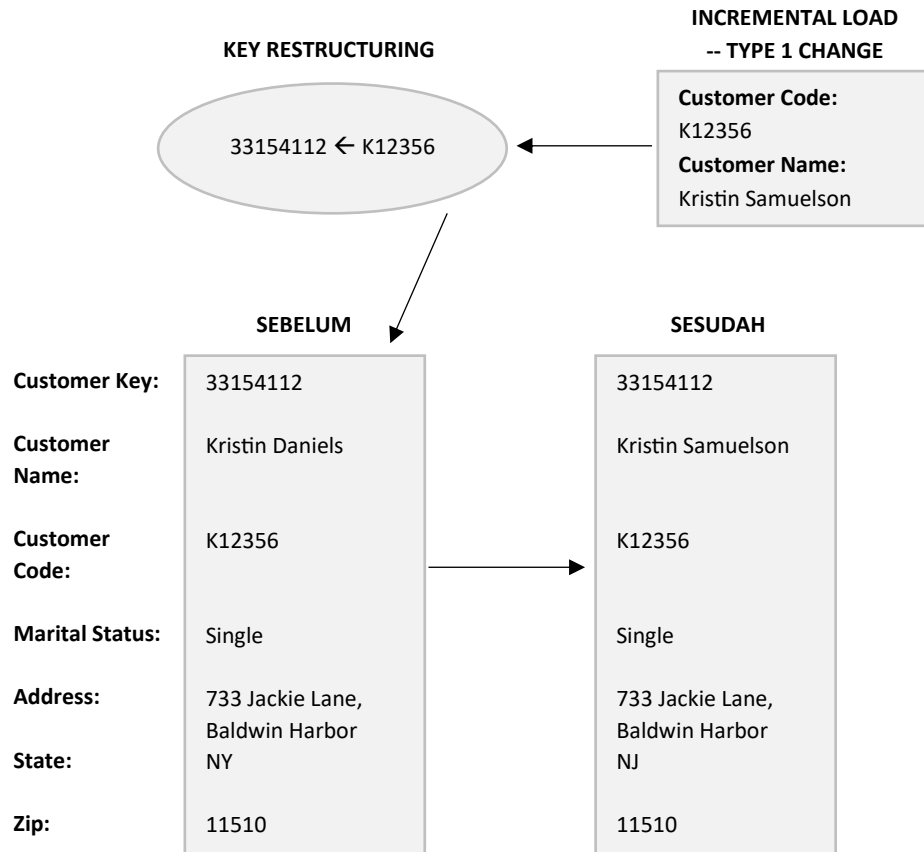 INCREMENTAL LOAD
-- TYPE 1 CHANGE
KEY RESTRUCTURING
Customer Code:
K12356
Customer Name:
Kristin Samuelson
33154112 ← K12356
SEBELUM
SESUDAH
Customer Key:
33154112
33154112
Customer
Name:
Kristin Daniels
Kristin Samuelson
Customer
Code:
K12356
K12356
Marital Status:
Single
Single
Address:
733 Jackie Lane,
Baldwin Harbor
733 Jackie Lane,
Baldwin Harbor
State:
NY
NJ
Zip:
11510
11510